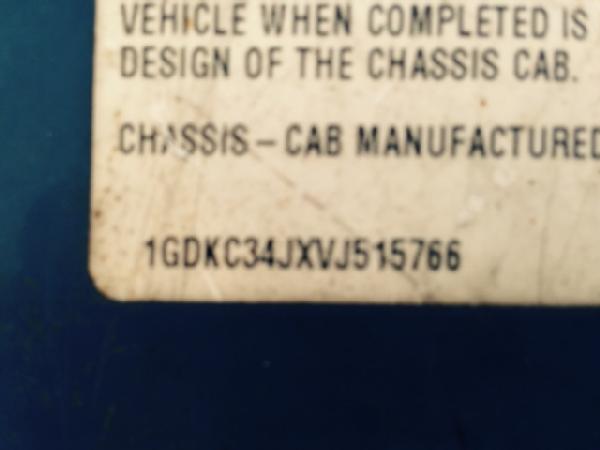 VEHICLE WHEN COMPLETED IS
DESIGN OF THE CHASSIS CAB.
CHASSIS – CAB MANUFACTURED
1GDKC34JXVJ515766